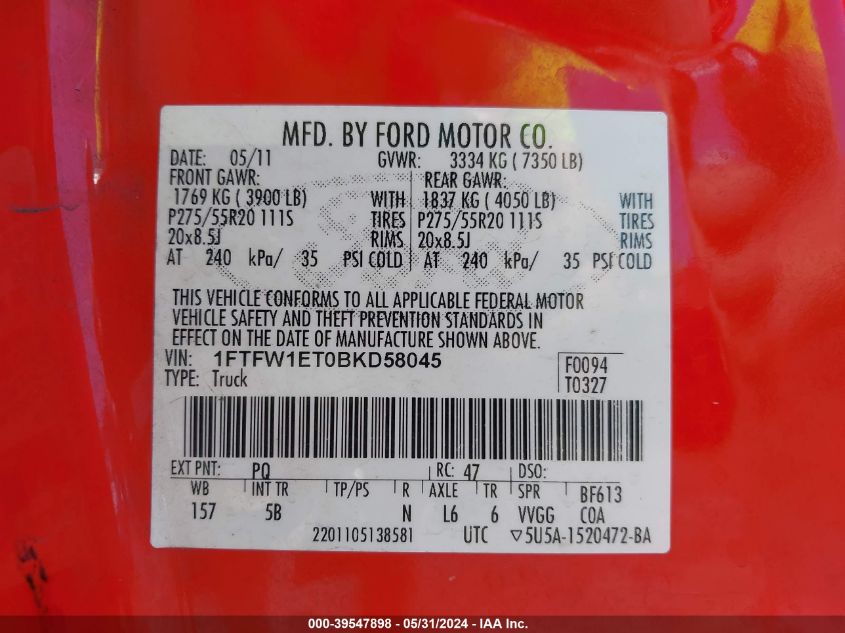 MFD. BY FORD MOTOR CO.
DATE: 05/11 GVWR: 3334 KG ( 7350 LB)
FRONT GAWR: REAR GAWR:
1769 KG ( 3900 LB) WITH 1837 KG ( 4050 LB) WITH
P275/55R20 111S TIRES P275/55R20 111S TIRES
20x8.5J RIMS 20x8.5J RIMS
AT 240 kPa/ 35 PSI COLD AT 240 kPa/ 35 PSI COLD
THIS VEHICLE CONFORMS TO ALL APPLICABLE FEDERAL MOTOR
VEHICLE SAFETY AND THEFT PREVENTION STANDARDS IN
EFFECT ON THE DATE OF MANUFACTURE SHOWN ABOVE.
VIN: 1FTFW1ET0BKD58045 F0094
TYPE: Truck T0327
EXT PNT: PQ RC: 47 DSO:
WB INT TR TP/PS R AXLE TR SPR BF613
157 5B N L6 6 VVGG COA
2201105138581 UTC ▽5U5A-1520472-BA
000-39547898 - 05/31/2024 - IAA Inc.